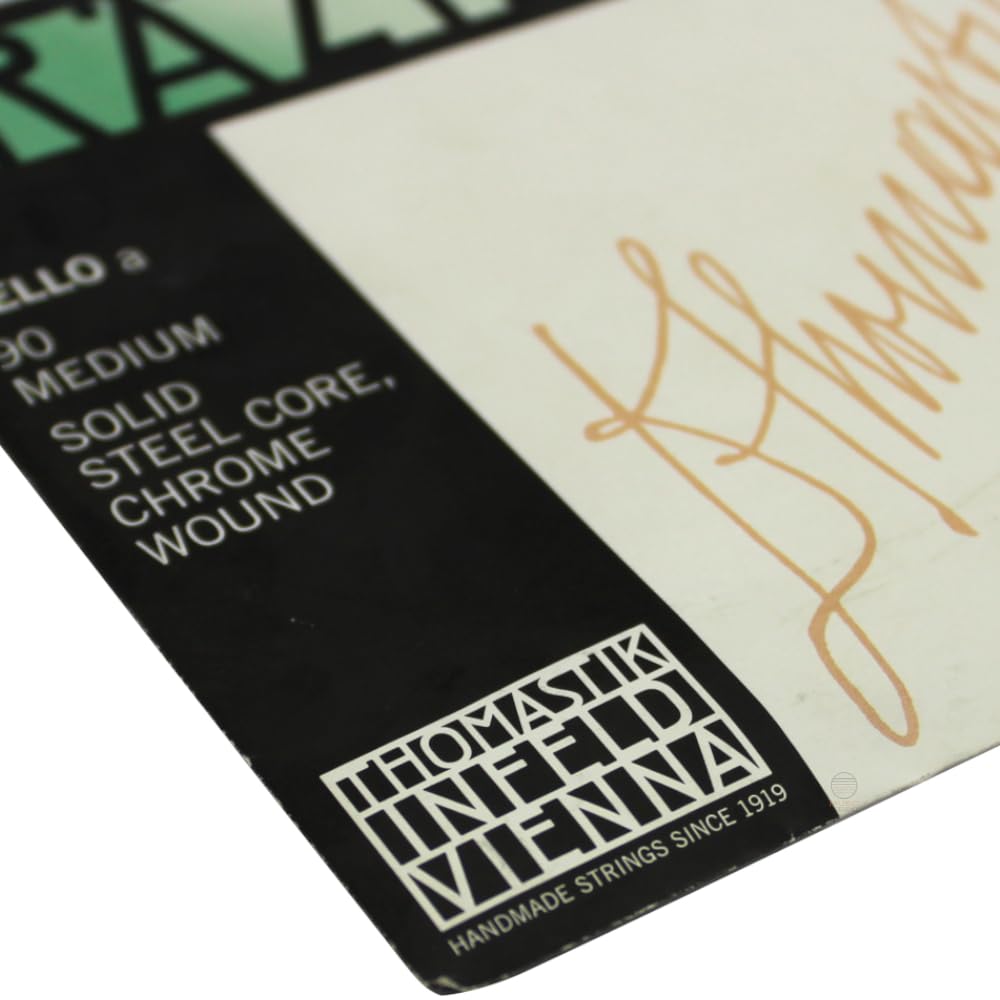 ELLO a
90
MEDIUM
SOLID
STEEL CORE,
CHROME
WOUND
THOMASTIK
INFELD
VIENNA
HANDMADE STRINGS SINCE 1919